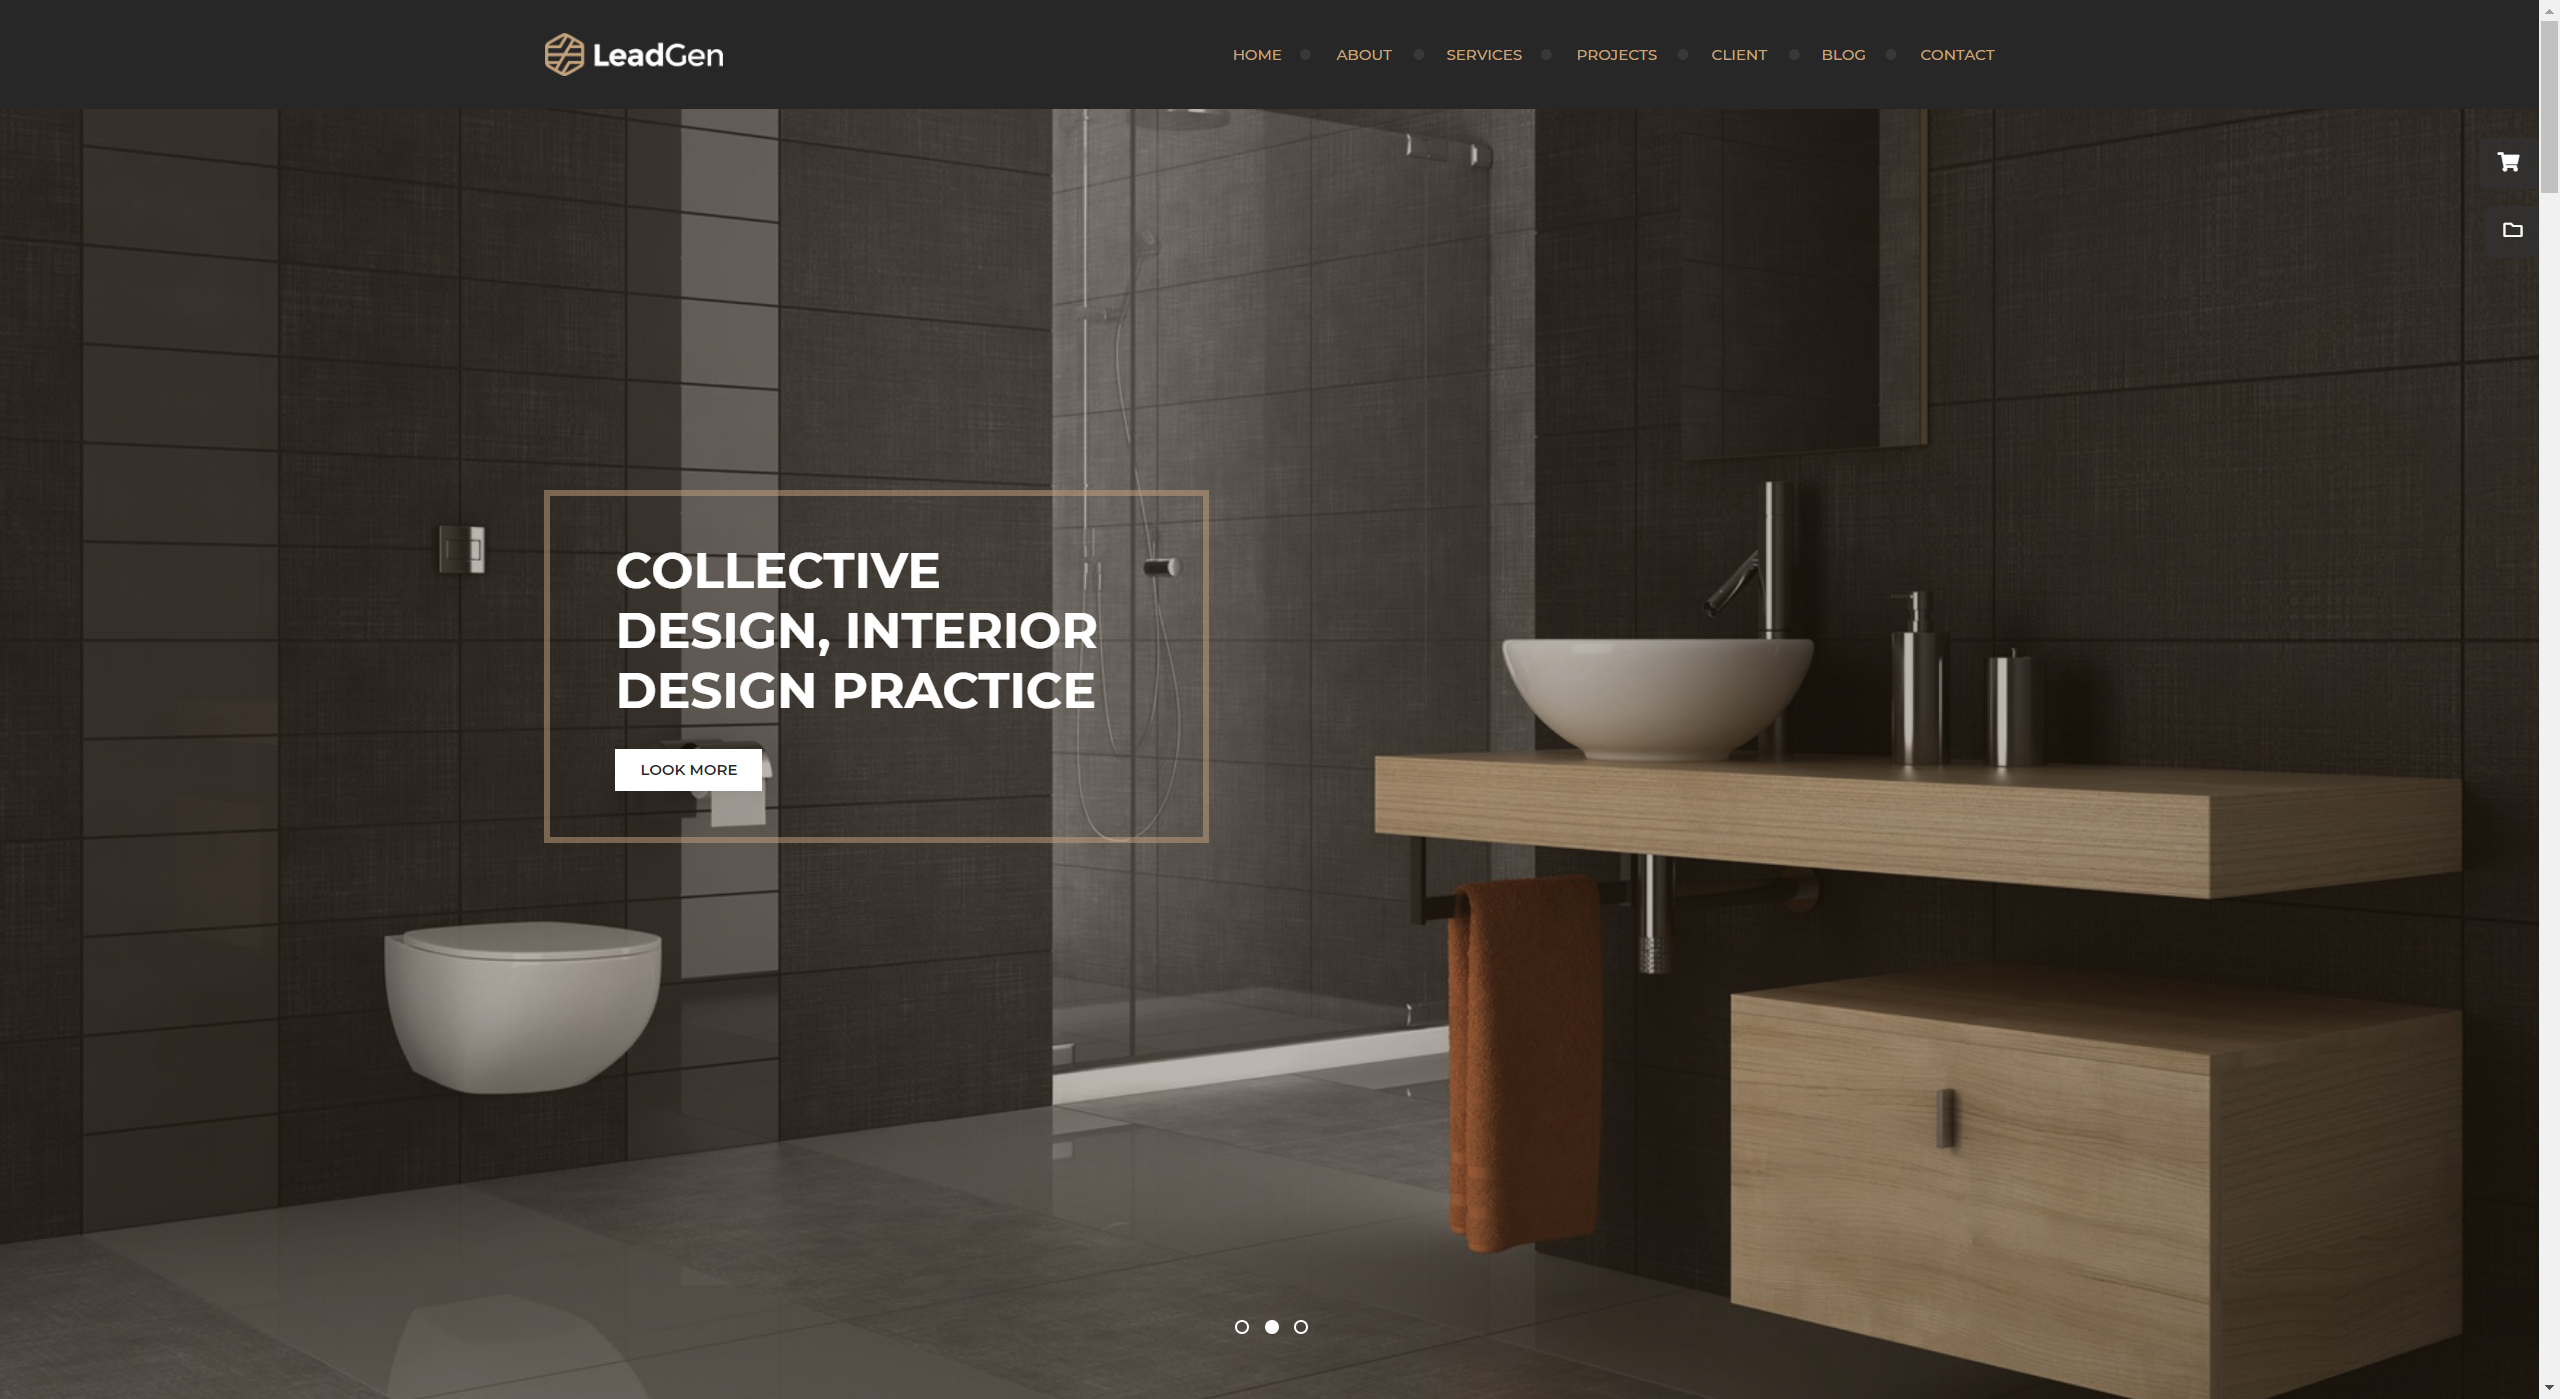 LeadGen
HOME ABOUT SERVICES PROJECTS CLIENT BLOG CONTACT
COLLECTIVE
DESIGN, INTERIOR
DESIGN PRACTICE
LOOK MORE